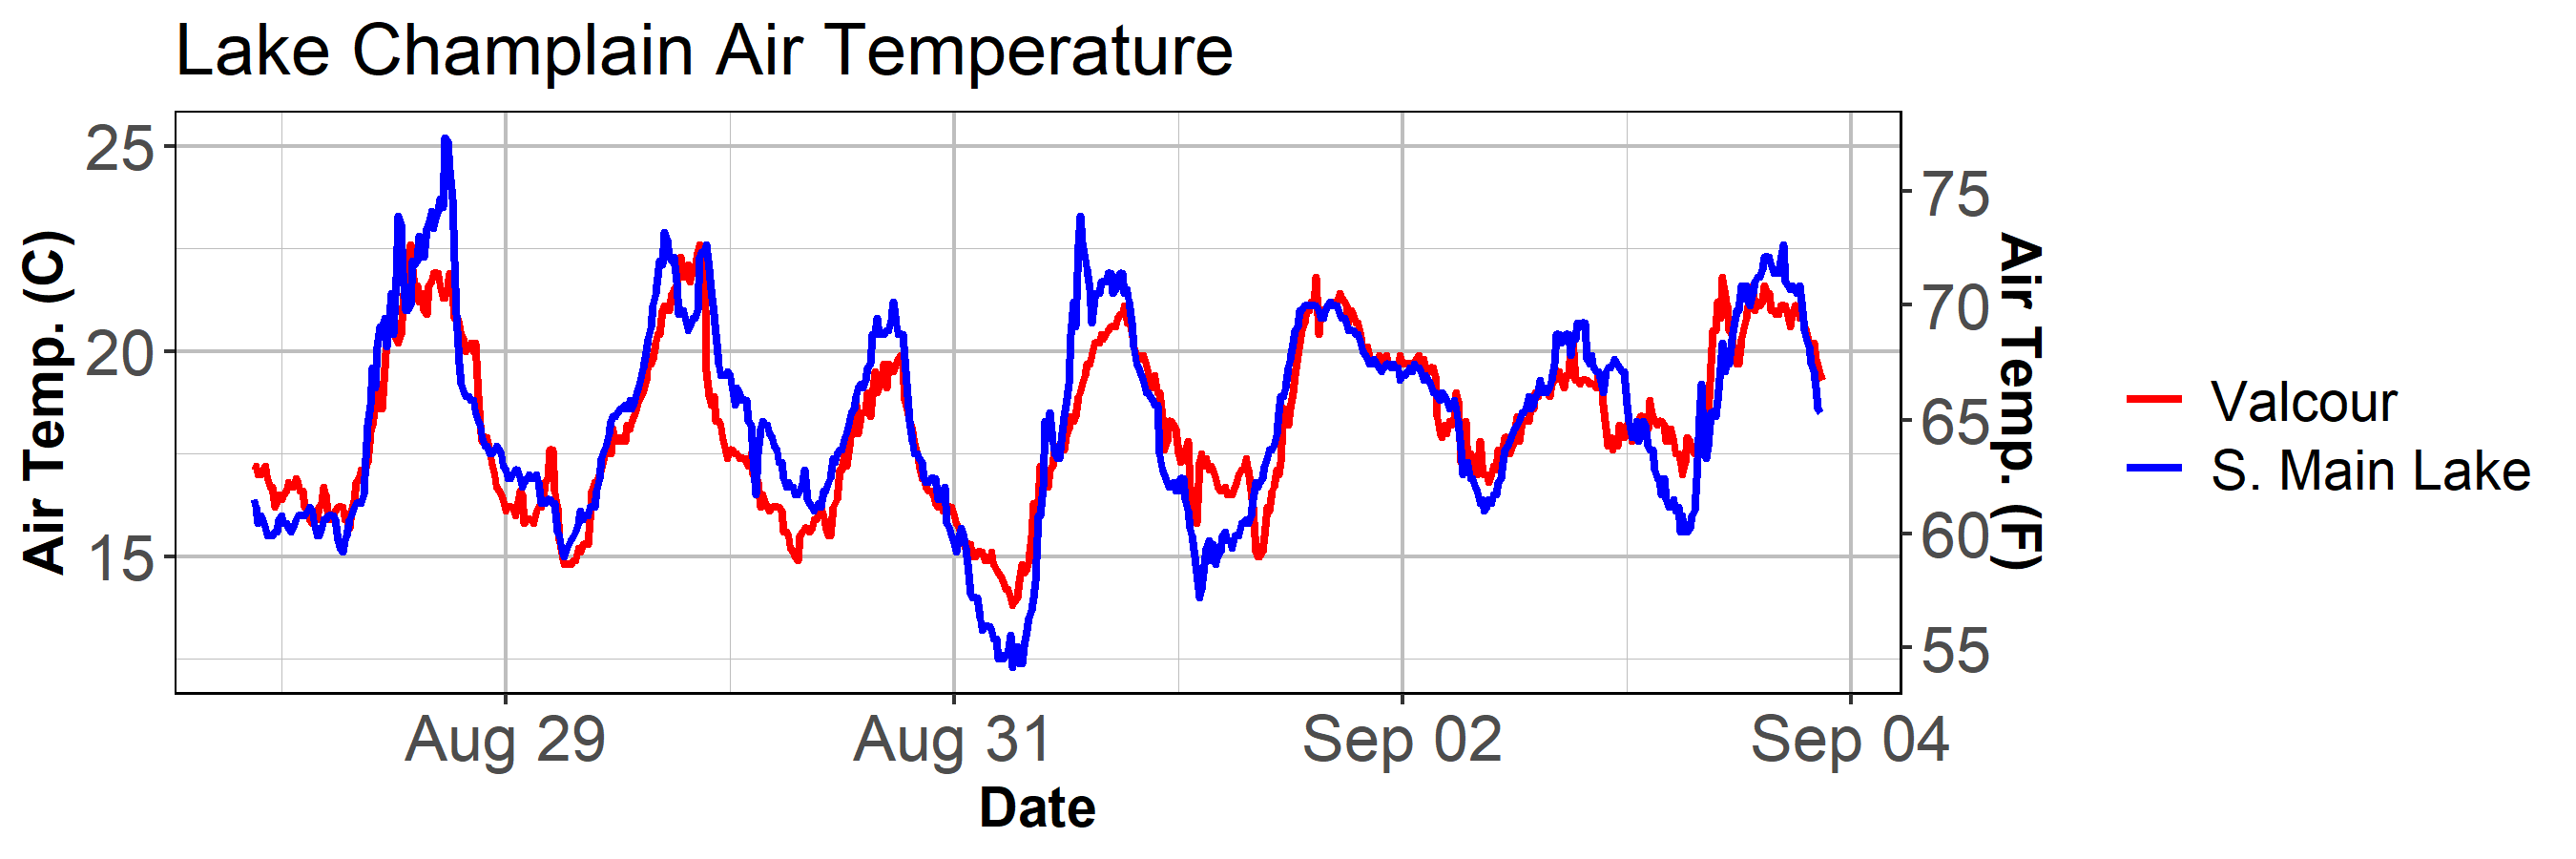 Lake Champlain Air Temperature
Air Temp. (C)
25
20
15
75
70
65
60
55
Air Temp. (F)
Aug 29
Aug 31
Sep 02
Sep 04
Date
Valcour
S. Main Lake